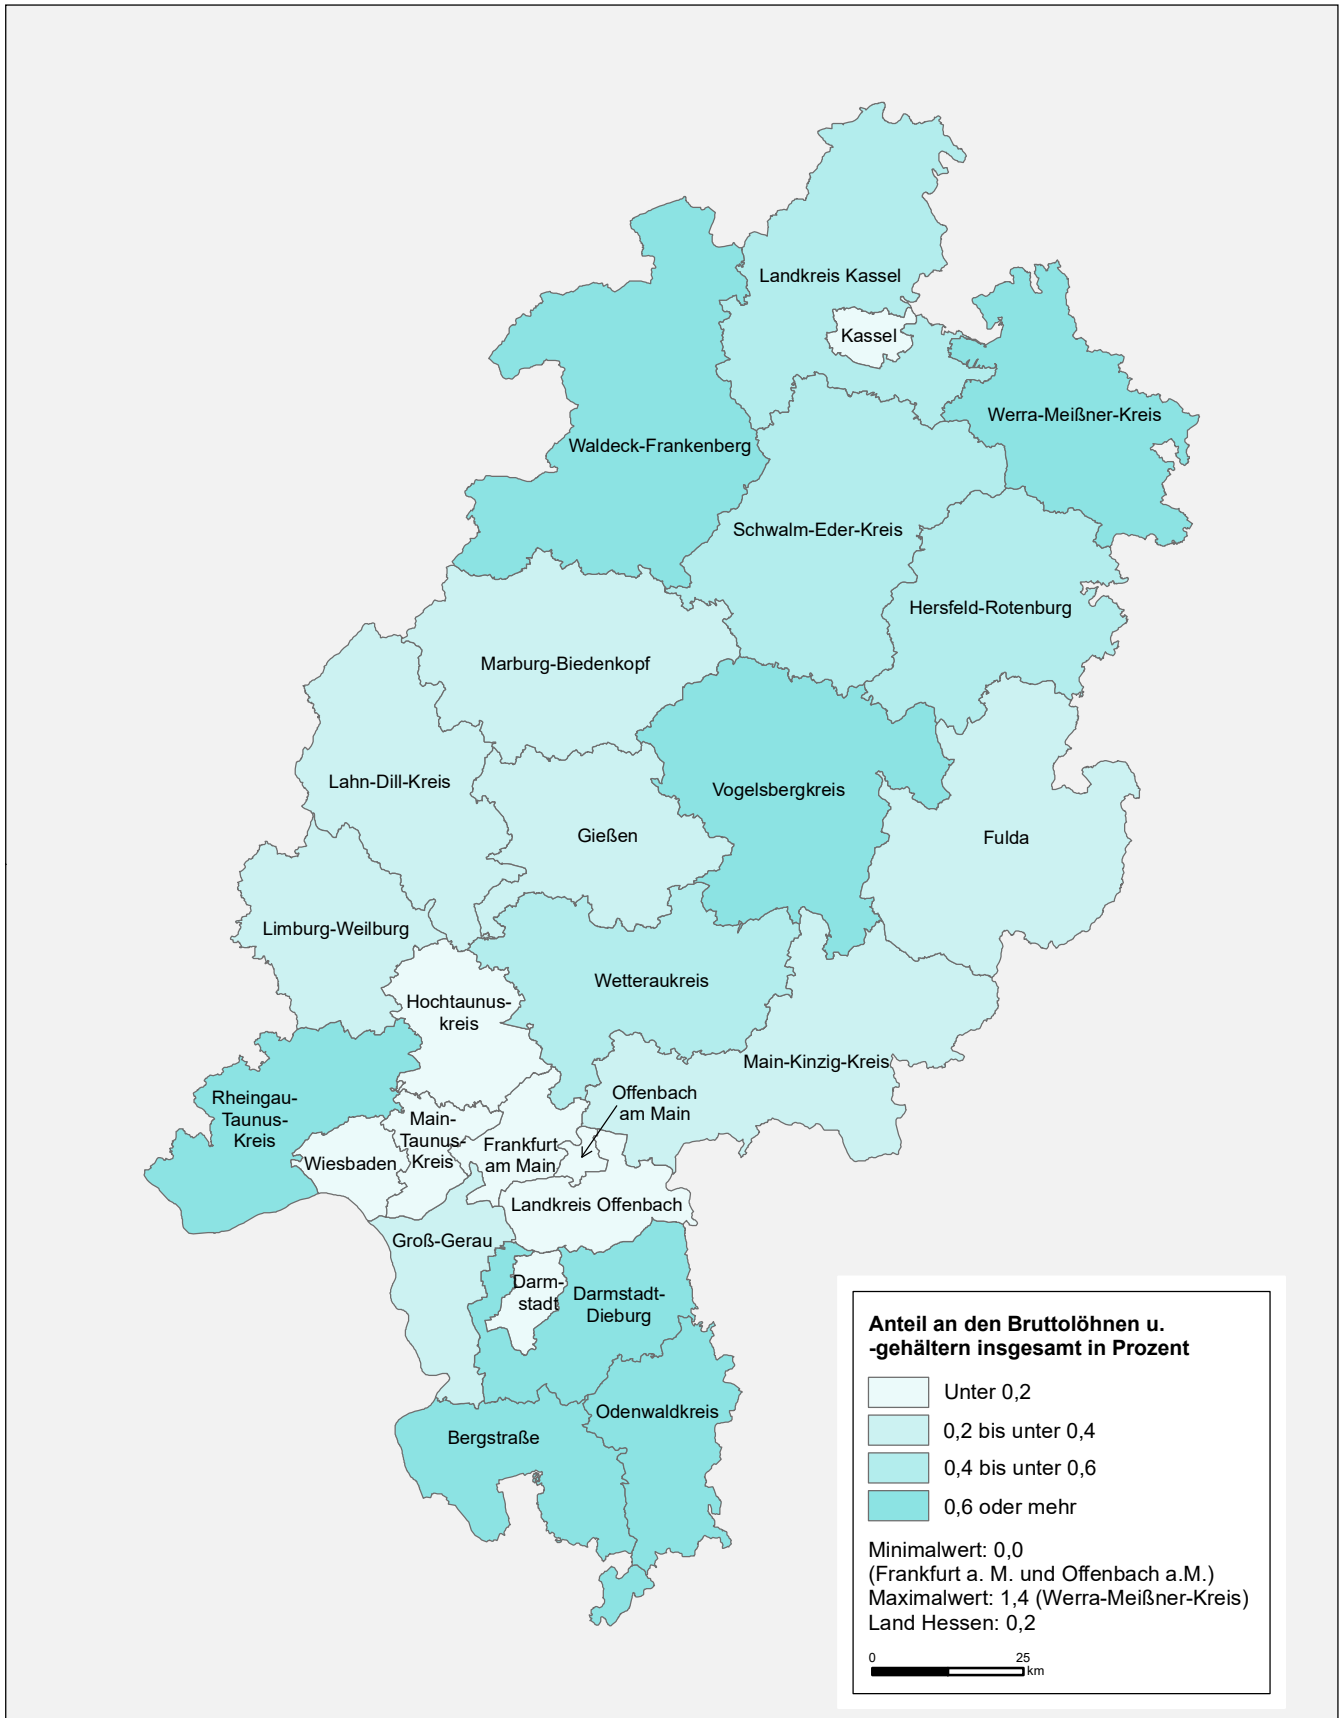 Landkreis Kassel
Kassel
Werra-Meißner-Kreis
Waldeck-Frankenberg
Schwalm-Eder-Kreis
Hersfeld-Rotenburg
Marburg-Biedenkopf
Lahn-Dill-Kreis
Vogelsbergkreis
Gießen
Fulda
Limburg-Weilburg
Wetteraukreis
Hochtaunus-
kreis
Main-Kinzig-Kreis
Offenbach
am Main
Rheingau-
Taunus-
Kreis
Main-
Taunus-
Kreis
Frankfurt
am Main
Wiesbaden
Landkreis Offenbach
Groß-Gerau
Darm-
stadt
Darmstadt-
Dieburg
Odenwaldkreis
Bergstraße
Anteil an den Bruttolöhnen u.
-gehältern insgesamt in Prozent
Unter 0,2
0,2 bis unter 0,4
0,4 bis unter 0,6
0,6 oder mehr
Minimalwert: 0,0
(Frankfurt a. M. und Offenbach a.M.)
Maximalwert: 1,4 (Werra-Meißner-Kreis)
Land Hessen: 0,2
0 25
km